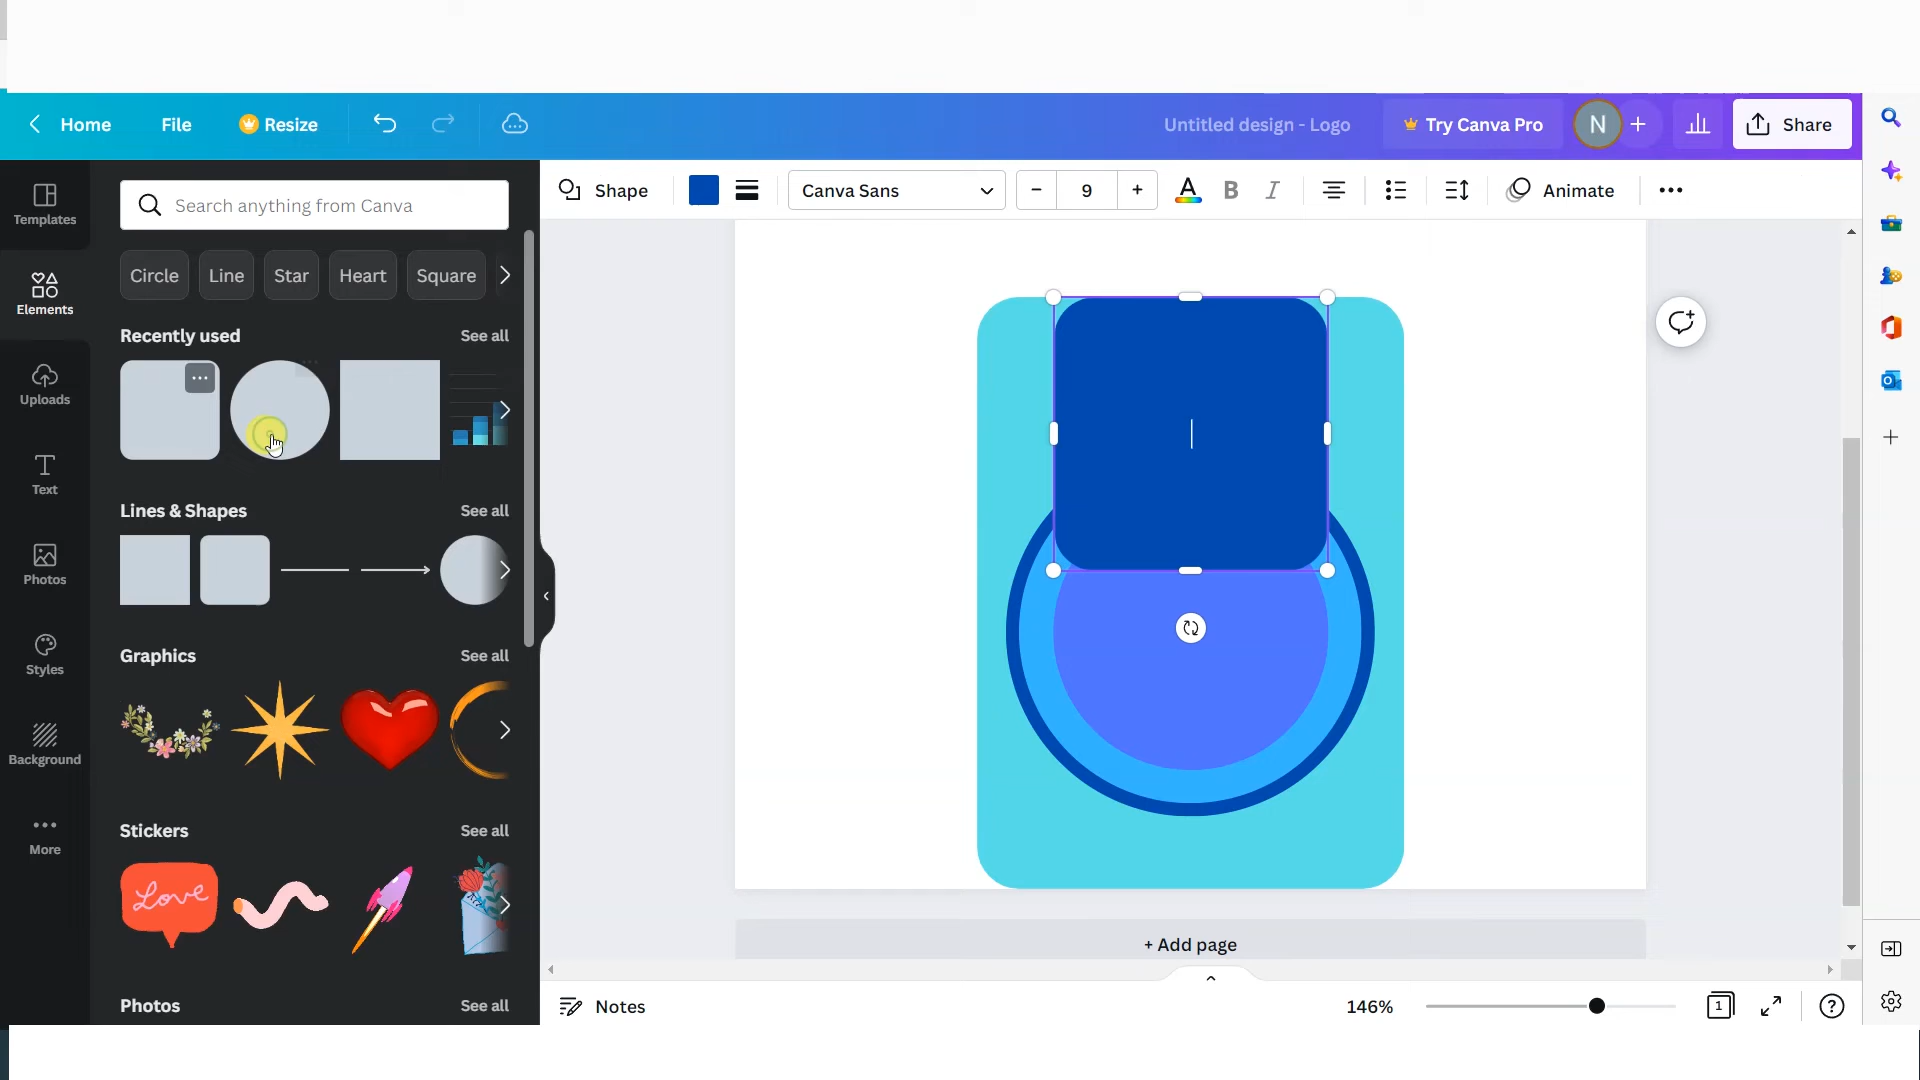 Home File Resize Untitled design - Logo Try Canva Pro N + Share
Templates
Elements
Uploads
Text
Photos
Styles
Background
More
Search anything from Canva
Circle Line Star Heart Square
Recently used See all
Lines & Shapes See all
Graphics See all
Stickers See all
Love
Photos See all
Shape Canva Sans - 9 + A B I Animate
+ Add page
Notes 146% 1 ?